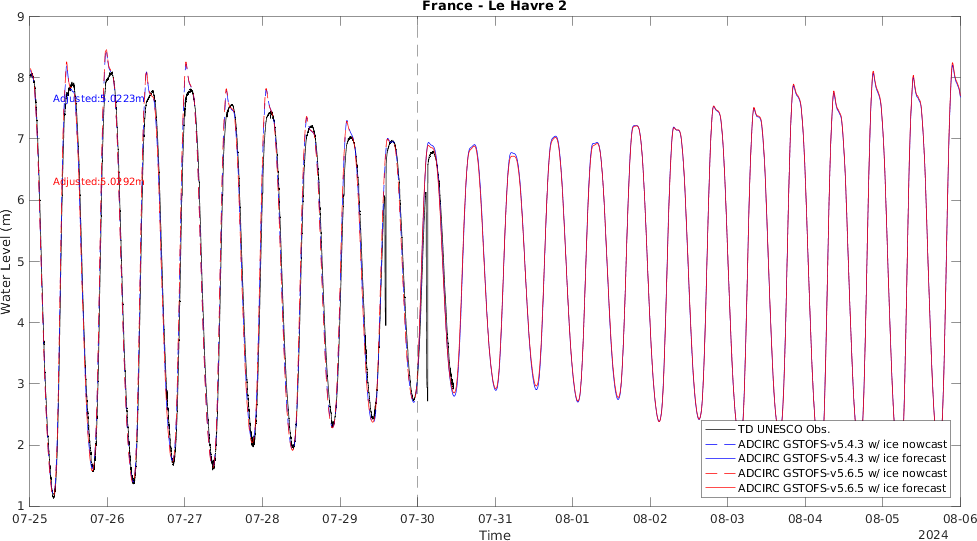 France - Le Havre 2
9
8
7
6
5
4
3
2
1
Water Level (m)
Adjusted:5.0223m
Adjusted:5.0292m
TD UNESCO Obs.
ADCIRC GSTOFS-v5.4.3 w/ ice nowcast
ADCIRC GSTOFS-v5.4.3 w/ ice forecast
ADCIRC GSTOFS-v5.6.5 w/ ice nowcast
ADCIRC GSTOFS-v5.6.5 w/ ice forecast
07-25 07-26 07-27 07-28 07-29 07-30 07-31 08-01 08-02 08-03 08-04 08-05 08-06
Time
2024